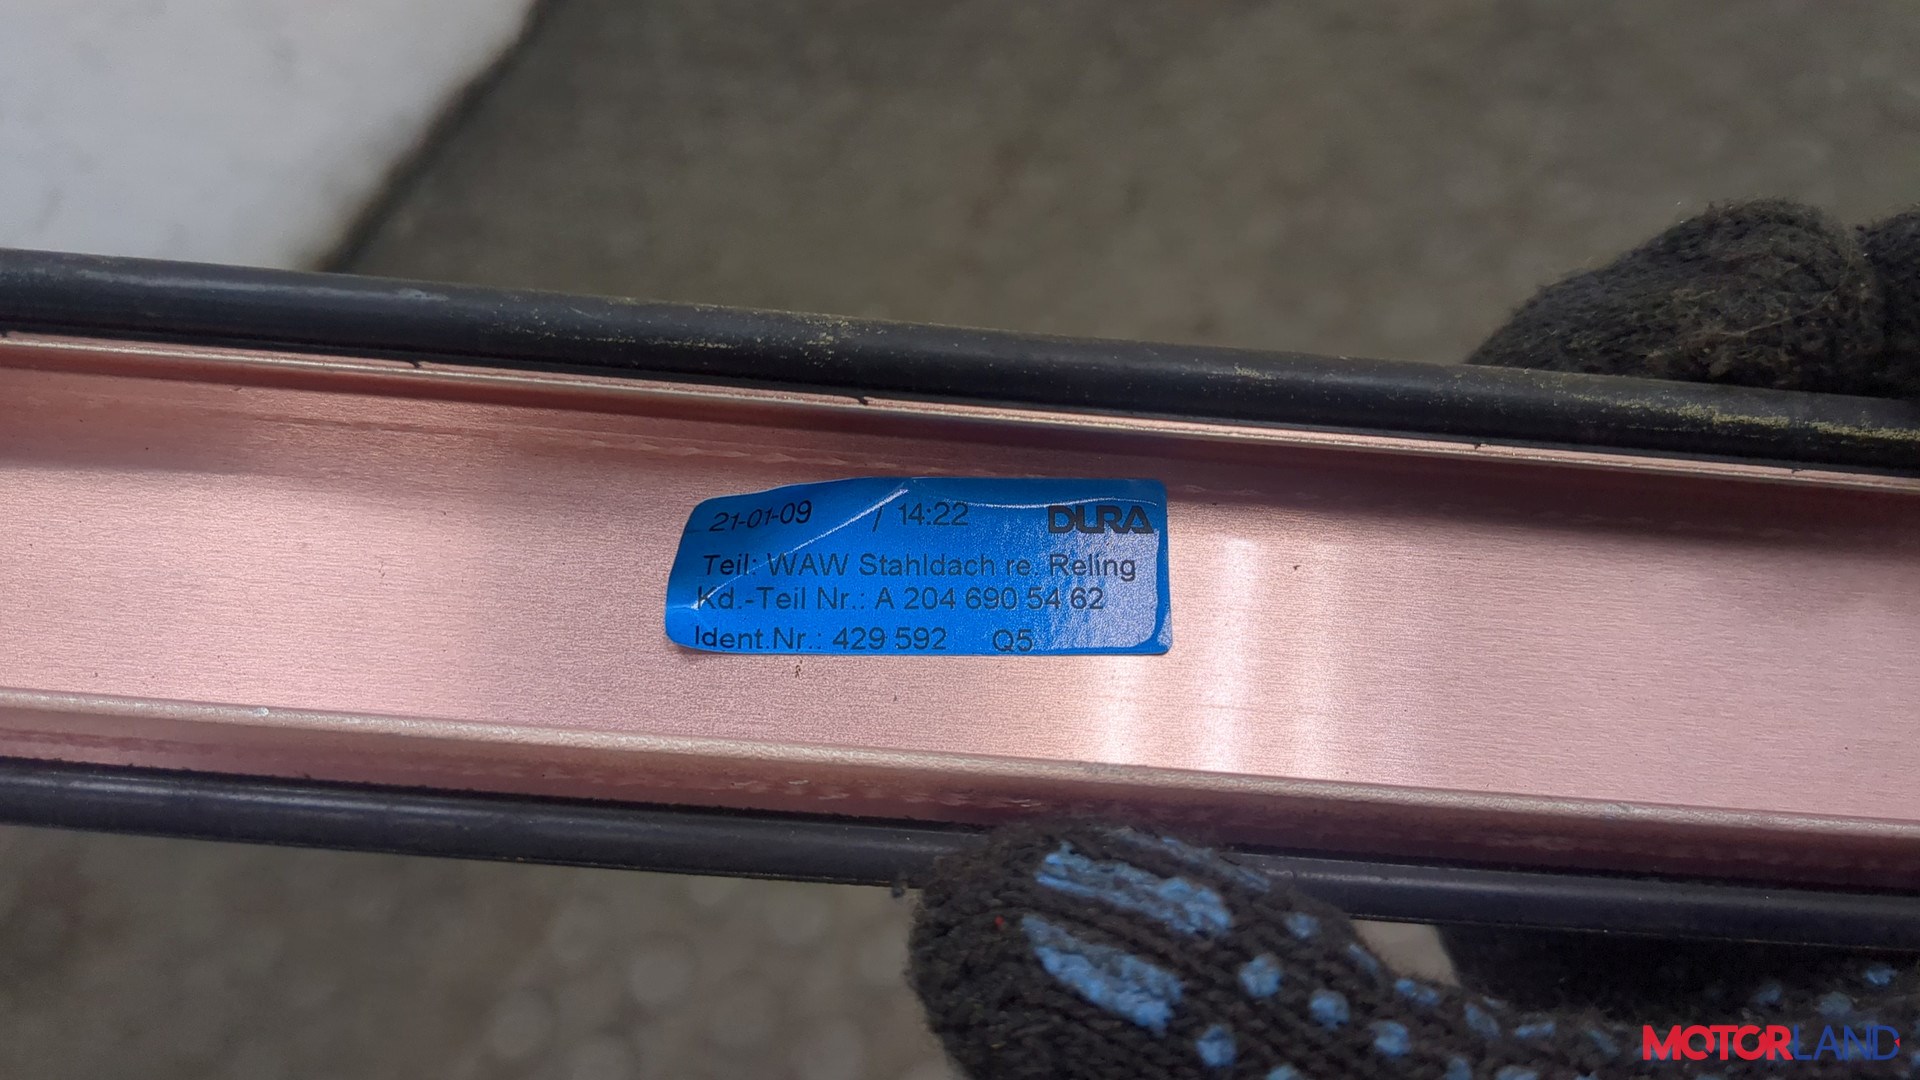 21-01-09 / 14:22 DURA
Teil: WAW Stahldach re. Reling
Kd.-Teil Nr.: A 204 690 54 62
Ident.Nr.: 429 592 Q5
MOTORLAND